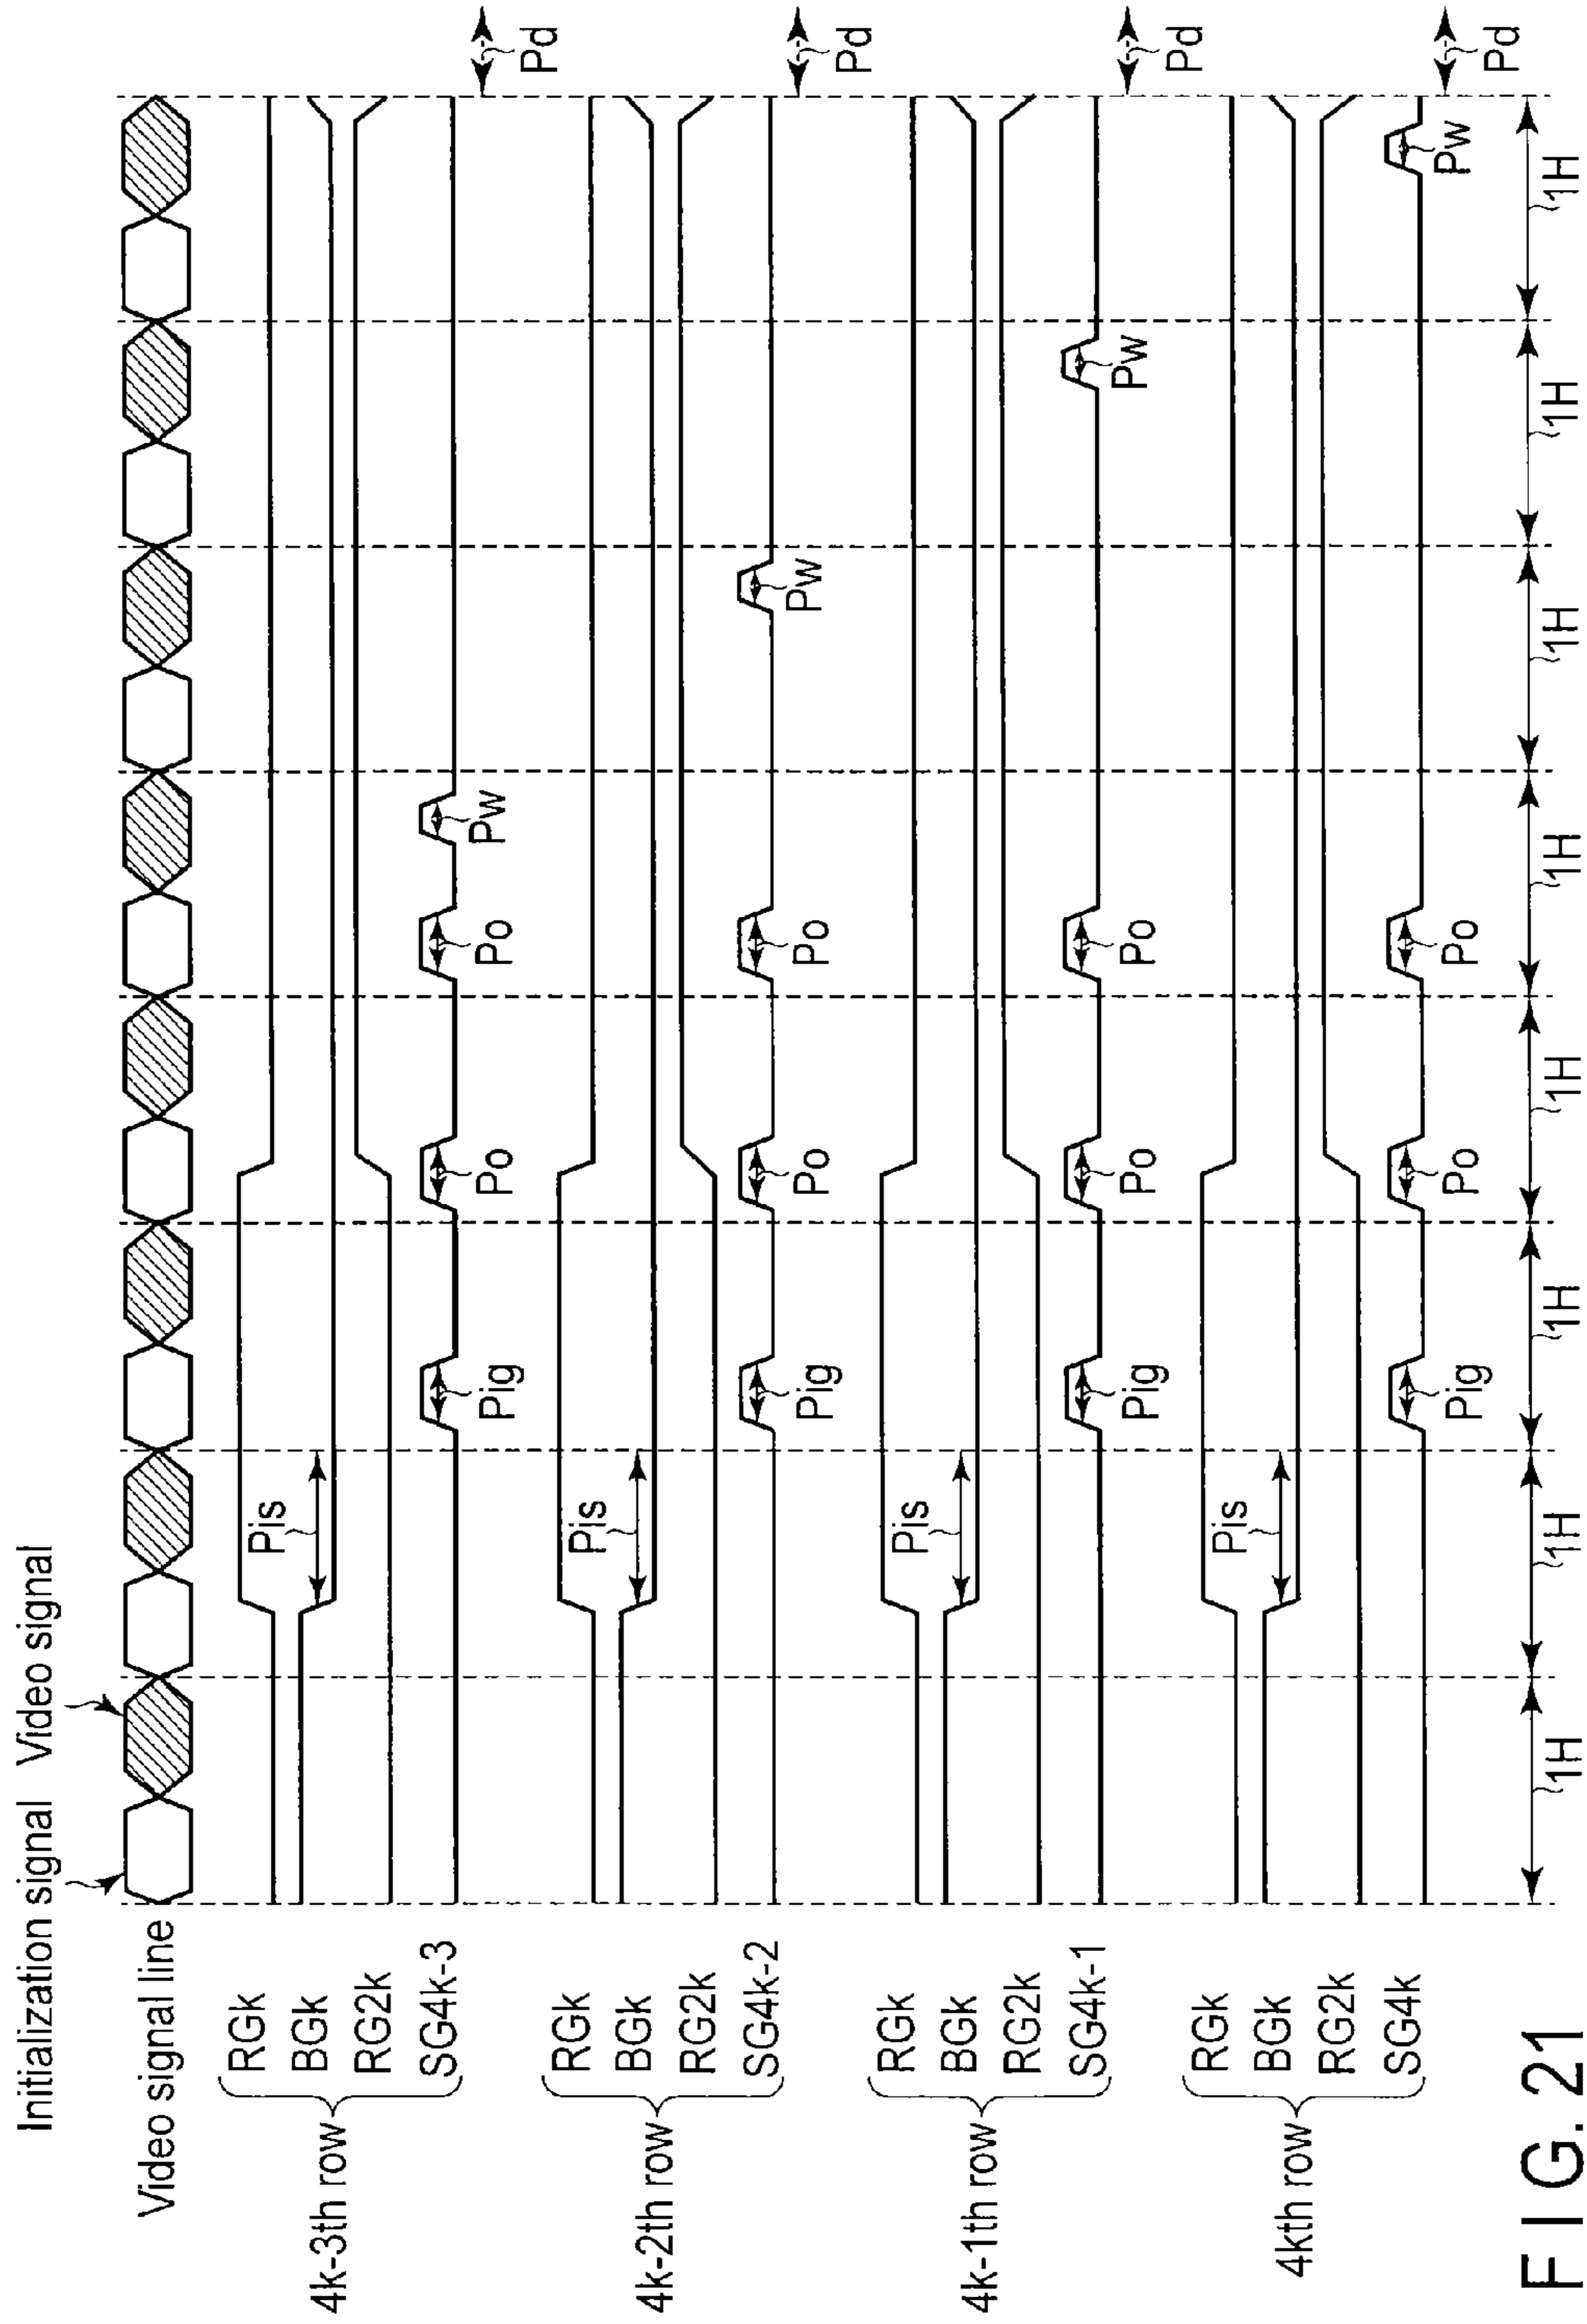 Initialization signal Video signal
Video signal line
4k-3th row
RGk
BGk
RG2k
SG4k-3
Pis
Pig
Po
Po
Pw
Pd
4k-2th row
RGk
BGk
RG2k
SG4k-2
Pis
Pig
Po
Po
Pw
Pd
4k-1th row
RGk
BGk
RG2k
SG4k-1
Pis
Pig
Po
Po
Pw
Pd
4kth row
RGk
BGk
RG2k
SG4k
Pis
Pig
Po
Po
Pw
Pd
1H 1H 1H 1H 1H 1H 1H 1H
FIG. 21